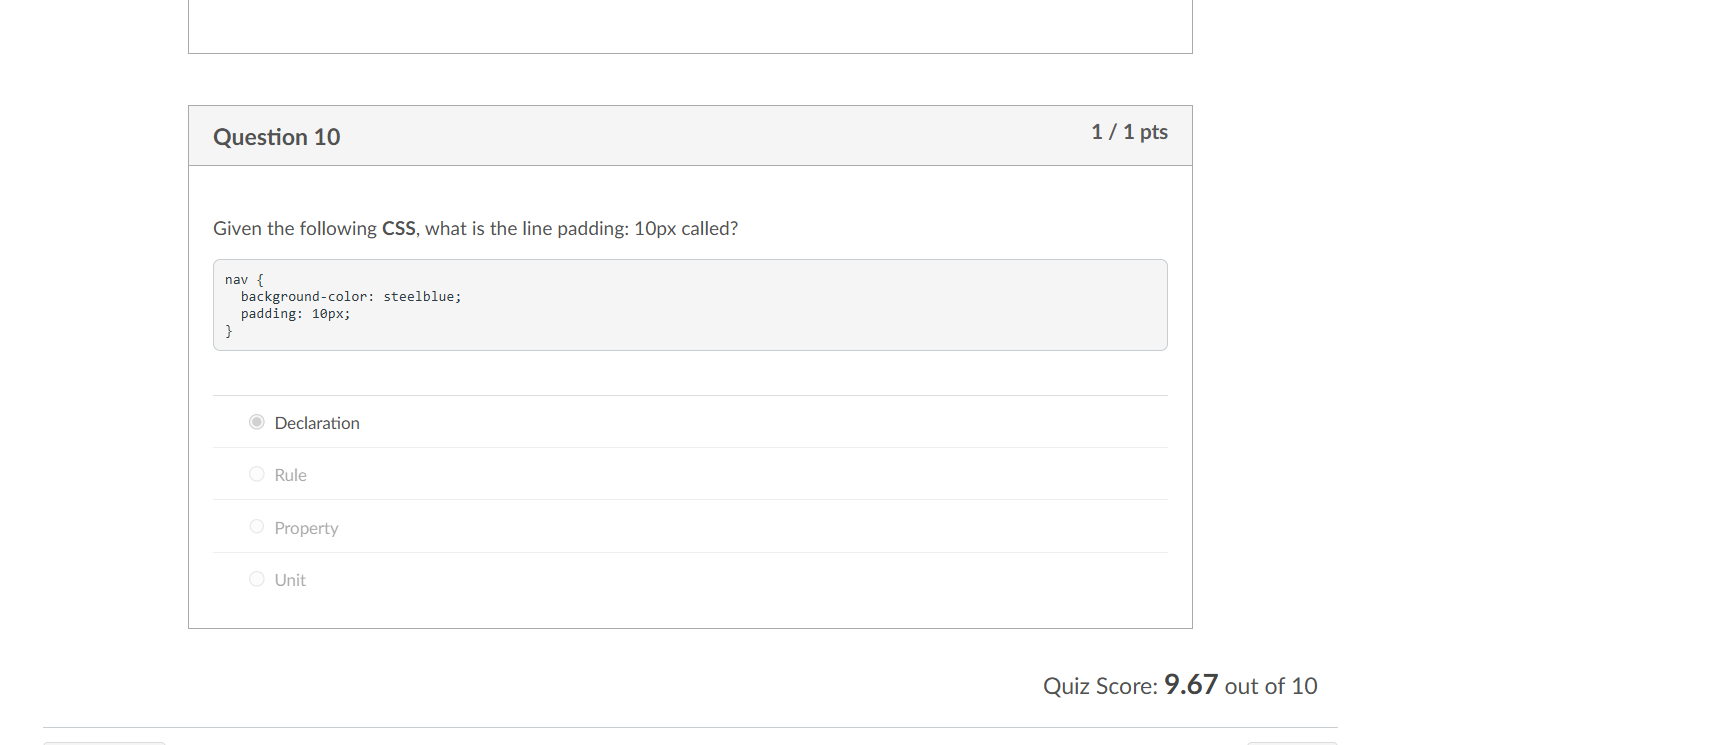 Question 10
1 / 1 pts
Given the following CSS, what is the line padding: 10px called?
nav {
  background-color: steelblue;
  padding: 10px;
}
Declaration
Rule
Property
Unit
Quiz Score: 9.67 out of 10